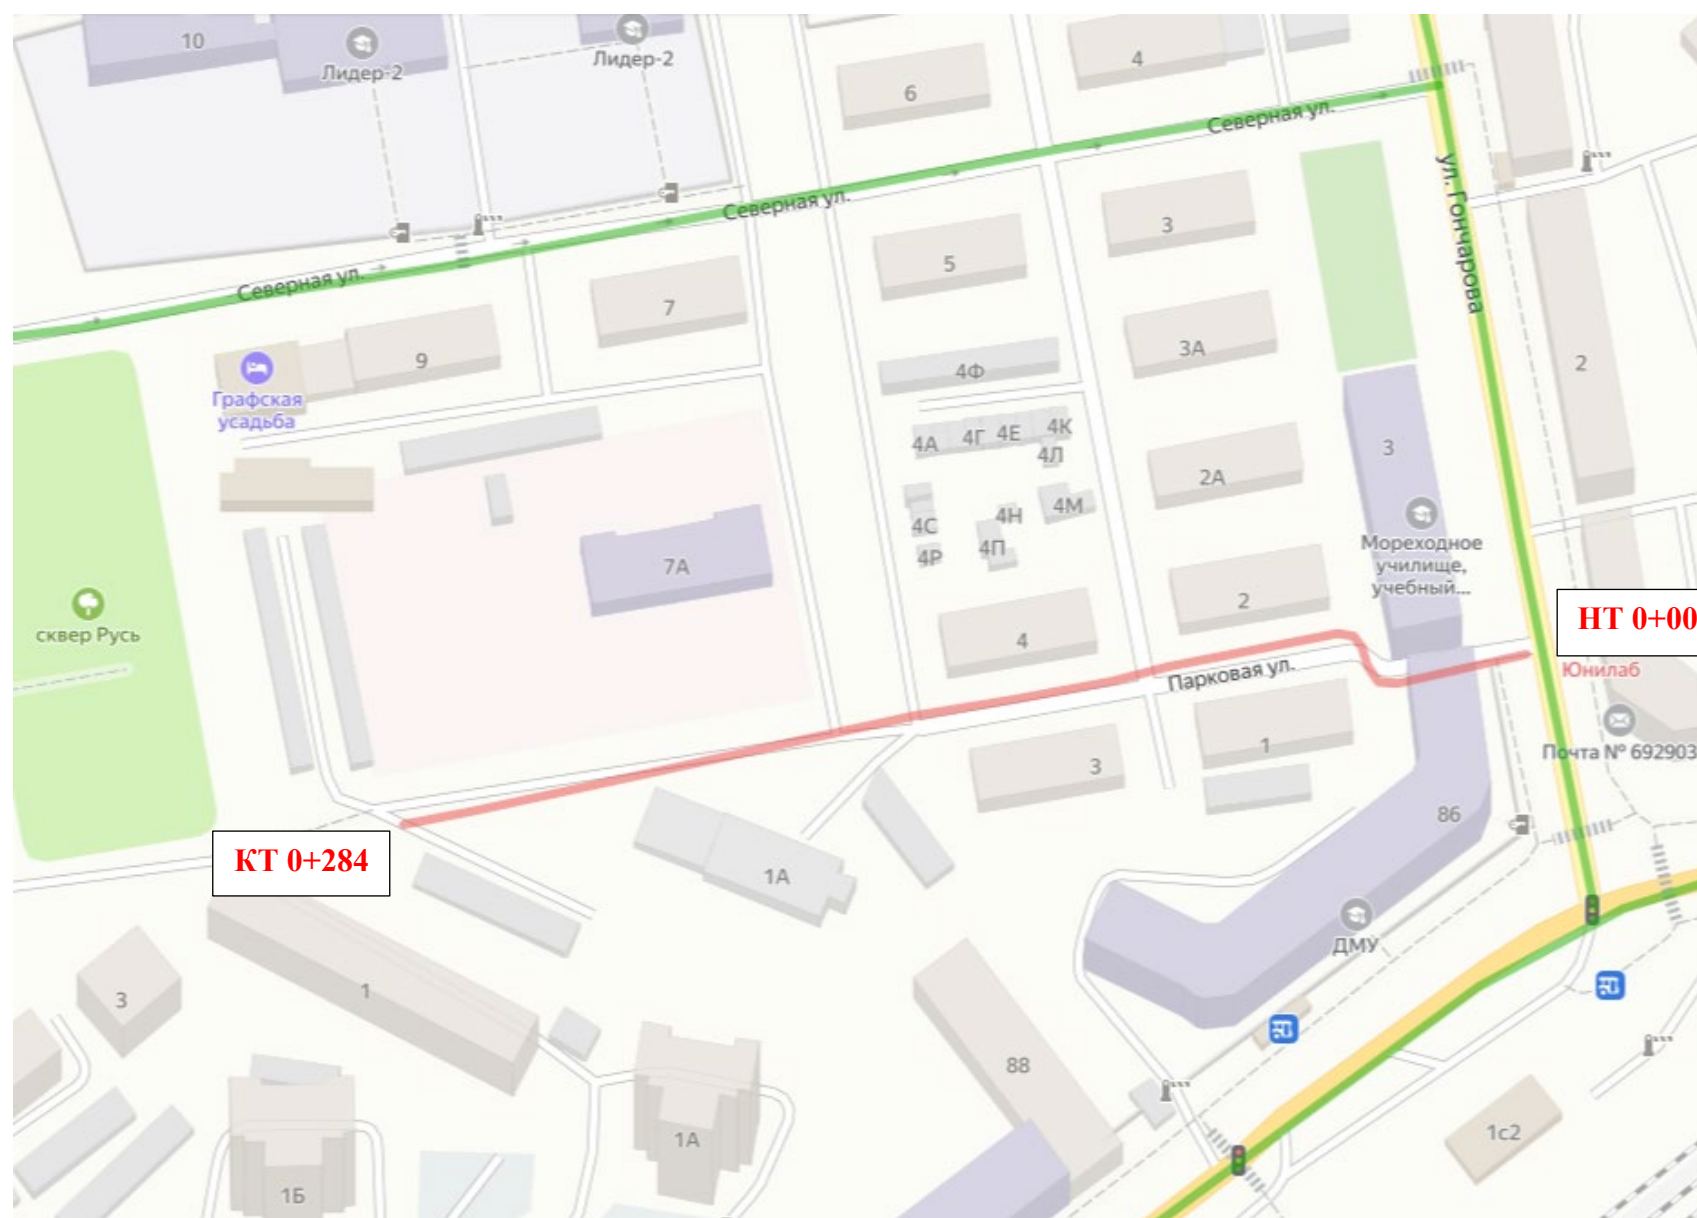 10
Лидер-2
Лидер-2
6
4
Северная ул.
Северная ул.
Северная ул.
ул. Гончарова
3
5
7
9
3А
2
Графская
усадьба
4Ф
4А
4Г
4Е
4К
4Л
3
2А
4С
4Н
4М
4Р
4П
7А
Мореходное
училище,
учебный...
2
4
сквер Русь
НТ 0+00
Юнилаб
Парковая ул.
1
3
Почта № 692903
86
КТ 0+284
1А
ДМУ
3
1
88
1А
1с2
1Б